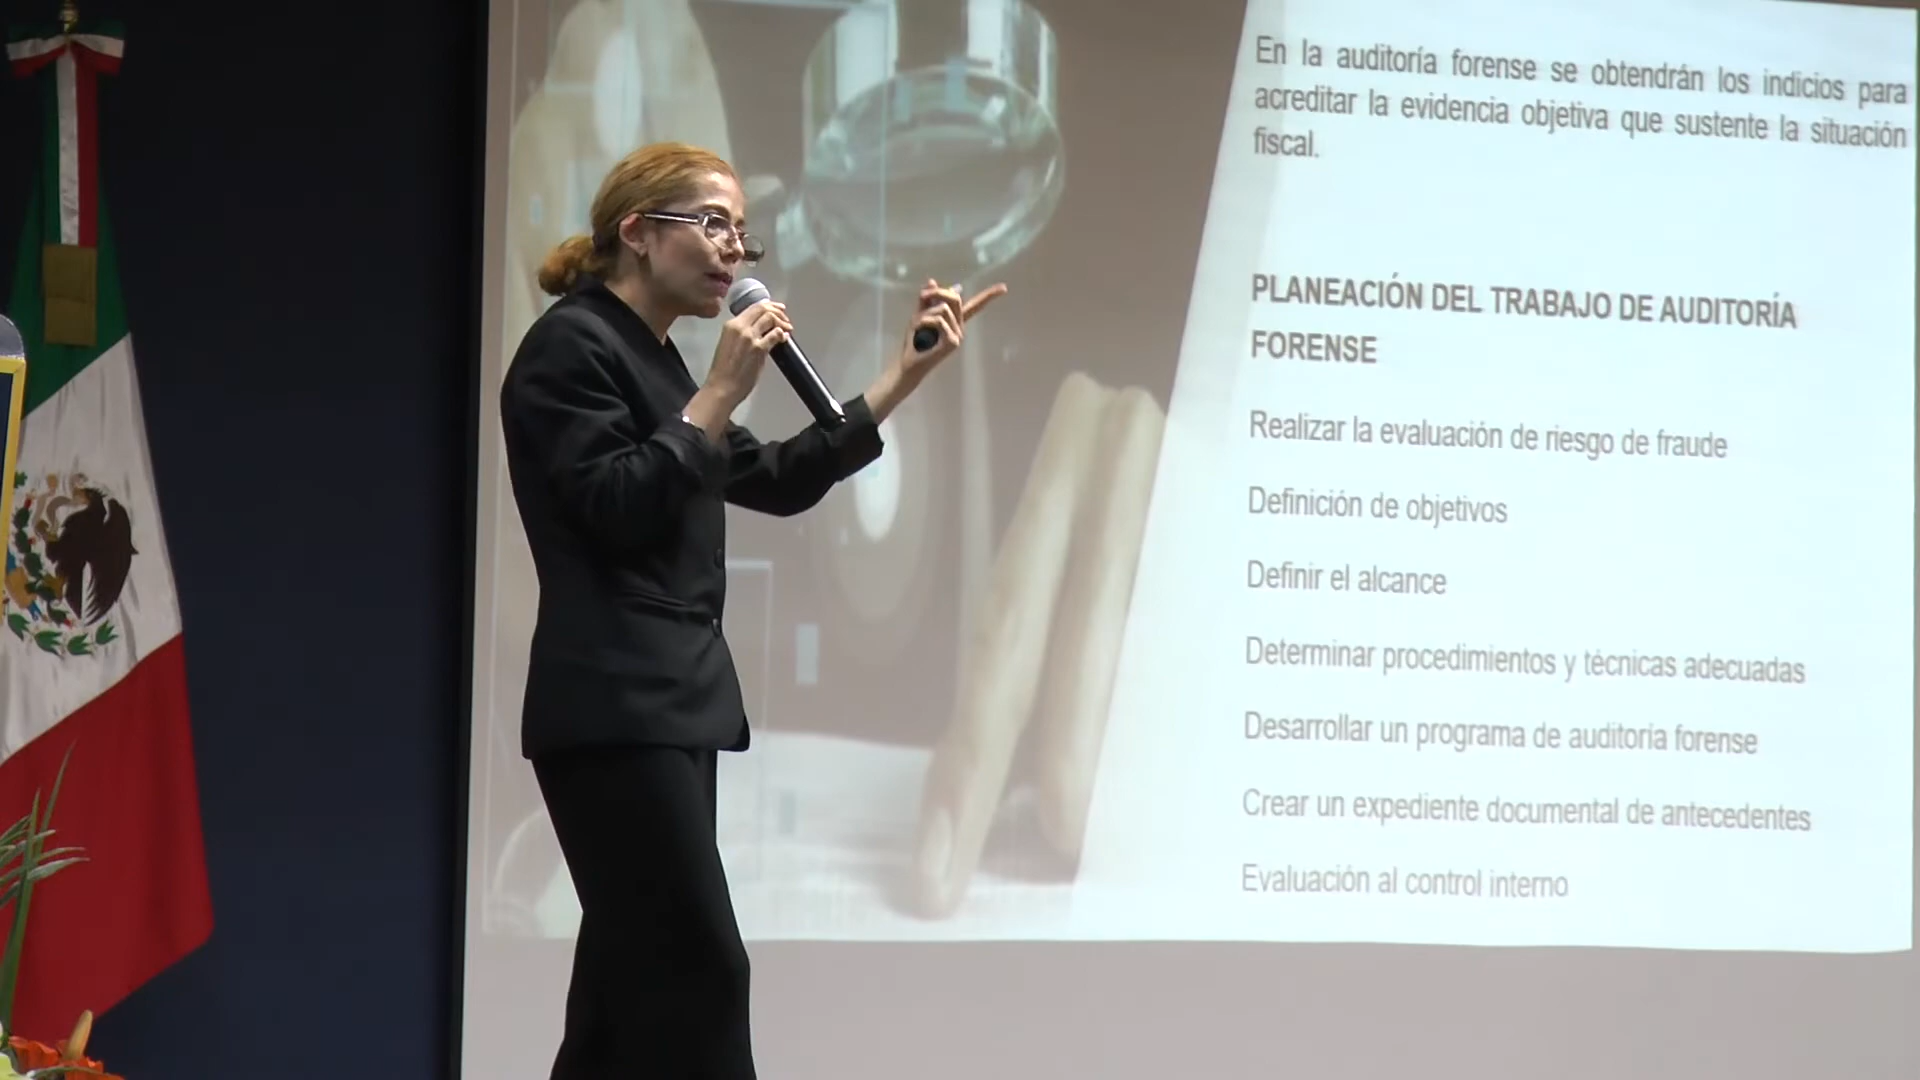 En la auditoría forense se obtendrán los indicios para
acreditar la evidencia objetiva que sustente la situación
fiscal.
PLANEACIÓN DEL TRABAJO DE AUDITORÍA
FORENSE
Realizar la evaluación de riesgo de fraude
Definición de objetivos
Definir el alcance
Determinar procedimientos y técnicas adecuadas
Desarrollar un programa de auditoría forense
Crear un expediente documental de antecedentes
Evaluación al control interno